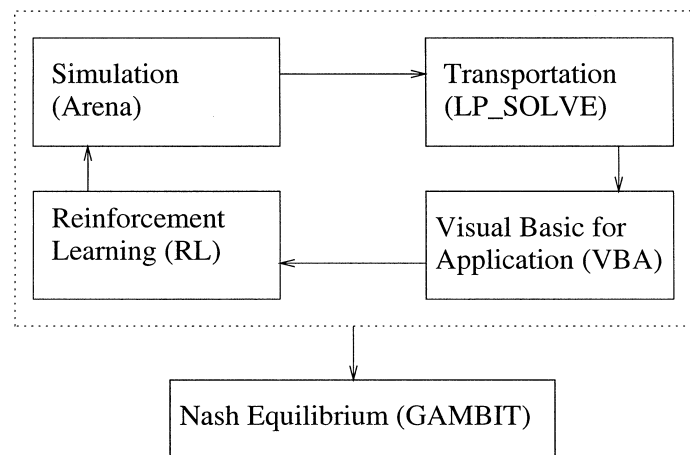 Simulation
(Arena)
Transportation
(LP_SOLVE)
Reinforcement
Learning (RL)
Visual Basic for
Application (VBA)
Nash Equilibrium (GAMBIT)